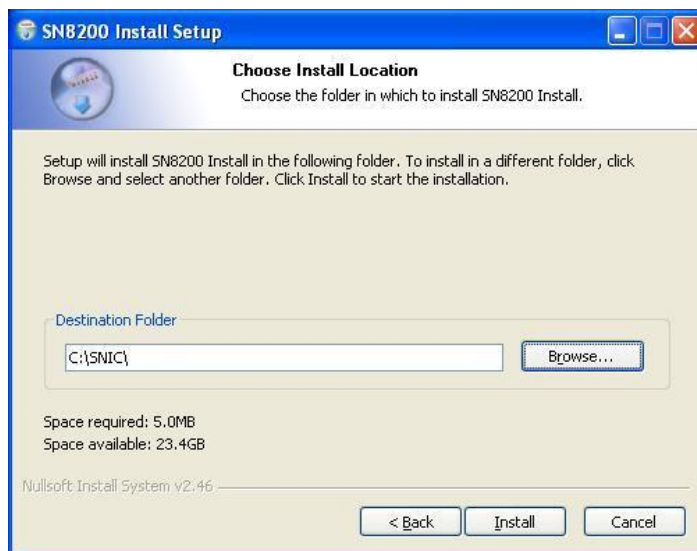 SN8200 Install Setup
Choose Install Location
Choose the folder in which to install SN8200 Install.
Setup will install SN8200 Install in the following folder. To install in a different folder, click
Browse and select another folder. Click Install to start the installation.
Destination Folder
C:\SNIC\
Browse...
Space required: 5.0MB
Space available: 23.4GB
Nullsoft Install System v2.46
< Back
Install
Cancel